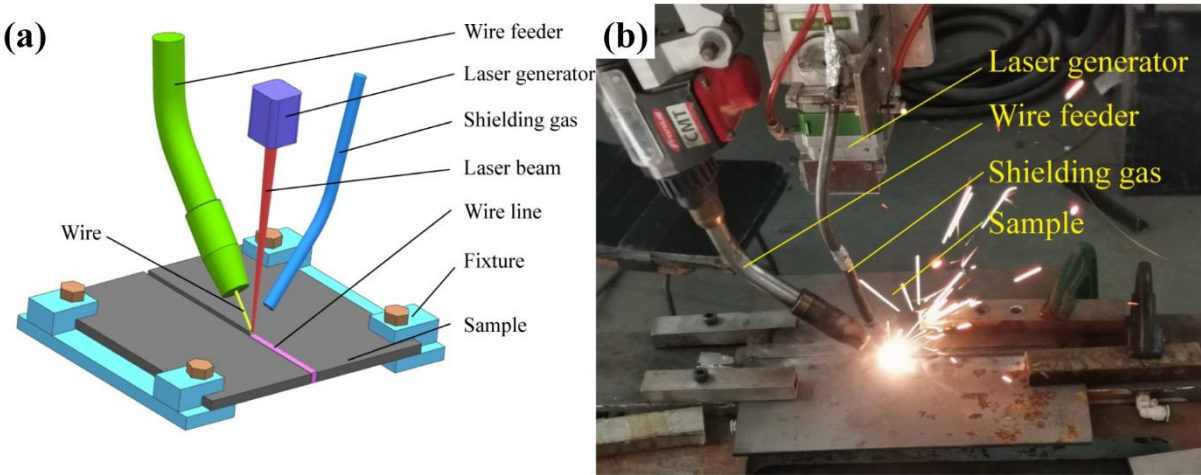 (a)
Wire feeder
Laser generator
Shielding gas
Laser beam
Wire line
Wire
Fixture
Sample
(b)
CMT
Laser generator
Wire feeder
Shielding gas
Sample